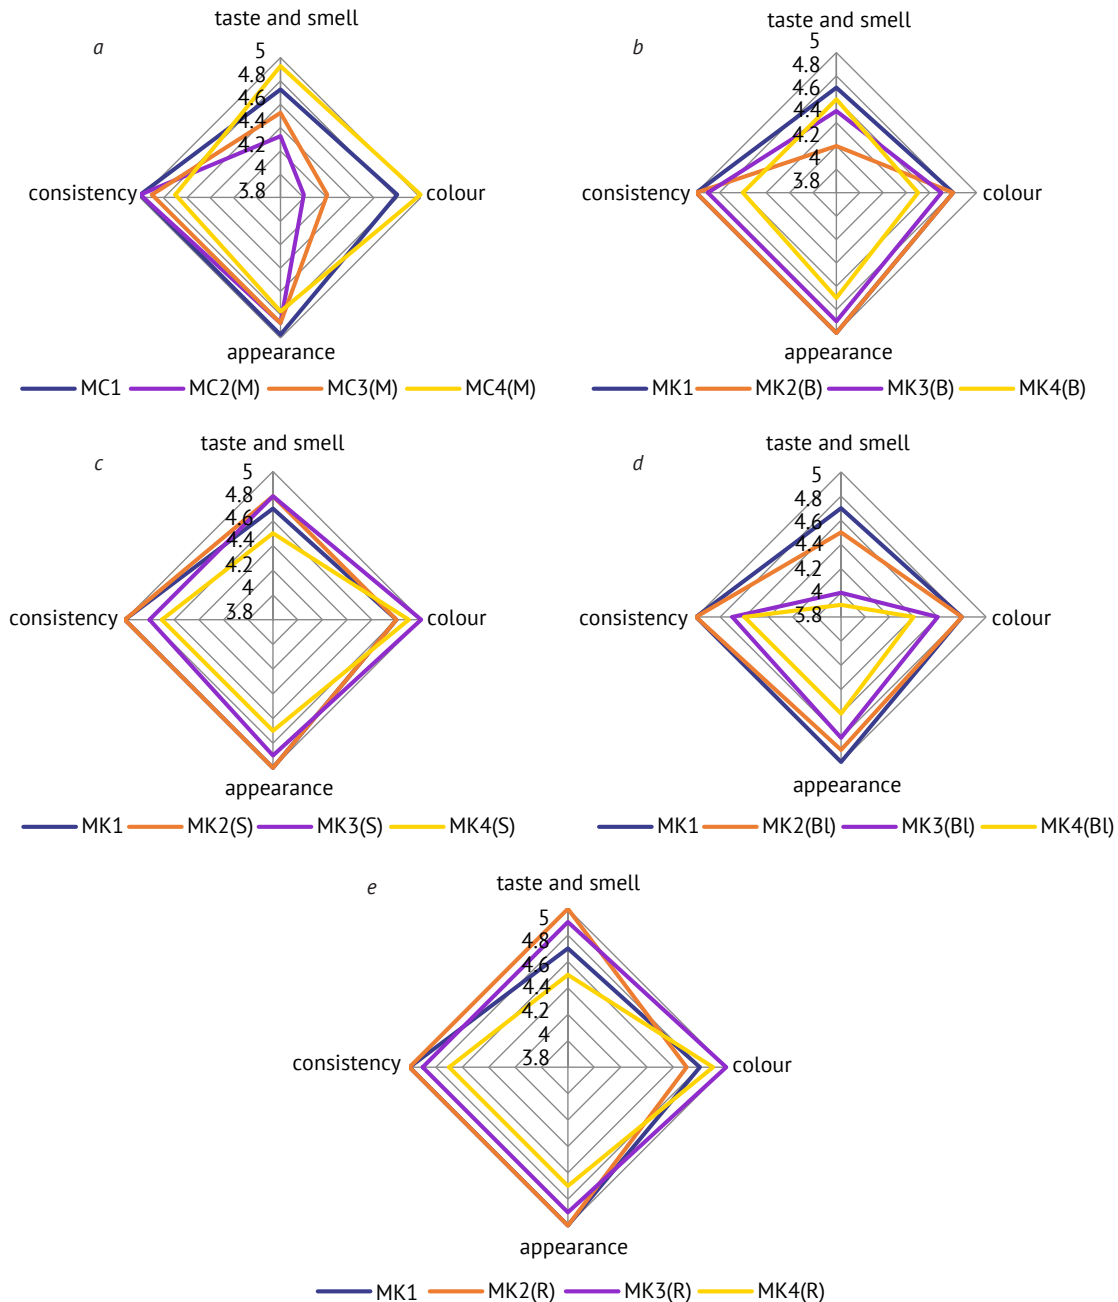 taste and smell
a
5
4.8
4.6
4.4
4.2
4
3.8
consistency
colour
appearance
MC1 MC2(M) MC3(M) MC4(M)
taste and smell
b
5
4.8
4.6
4.4
4.2
4
3.8
consistency
colour
appearance
MK1 MK2(B) MK3(B) MK4(B)
taste and smell
c
5
4.8
4.6
4.4
4.2
4
3.8
consistency
colour
appearance
MK1 MK2(S) MK3(S) MK4(S)
taste and smell
d
5
4.8
4.6
4.4
4.2
4
3.8
consistency
colour
appearance
MK1 MK2(Bl) MK3(Bl) MK4(Bl)
taste and smell
e
5
4.8
4.6
4.4
4.2
4
3.8
consistency
colour
appearance
MK1 MK2(R) MK3(R) MK4(R)